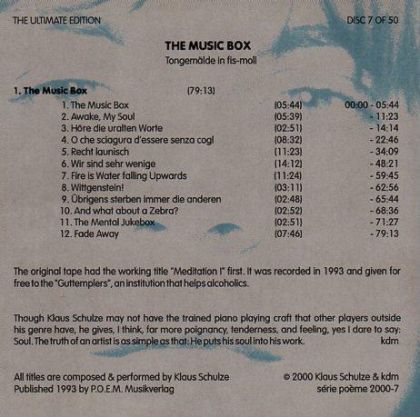 THE ULTIMATE EDITION DISC 7 OF 50
THE MUSIC BOX
Tongemälde in fis-moll
1. The Music Box (79:13)
1. The Music Box (05:44) 00:00 - 05:44
2. Awake, My Soul (05:39) - 11:23
3. Höre die uralten Worte (02:51) - 14:14
4. O che sciagura d'essere senza cogl (08:32) - 22:46
5. Recht launisch (11:23) - 34:09
6. Wir sind sehr wenige (14:12) - 48:21
7. Fire is Water falling Upwards (11:24) - 59:45
8. Wittgenstein! (03:11) - 62:56
9. Übrigens sterben immer die anderen (02:48) - 65:44
10. And what about a Zebra? (02:52) - 68:36
11. The Mental Jukebox (02:51) - 71:27
12. Fade Away (07:46) - 79:13
The original tape had the working title "Meditation I" first. It was recorded in 1993 and given for
free to the "Guttemplers", an institution that helps alcoholics.
Though Klaus Schulze may not have the trained piano playing craft that other players outside
his genre have, he gives, I think, far more poignancy, tenderness, and feeling, yes I dare to say:
Soul. The truth of an artist is as simple as that: He puts his soul into his work. kdm
All titles are composed & performed by Klaus Schulze © 2000 Klaus Schulze & kdm
Published 1993 by P.O.E.M. Musikverlag série poème 2000-7